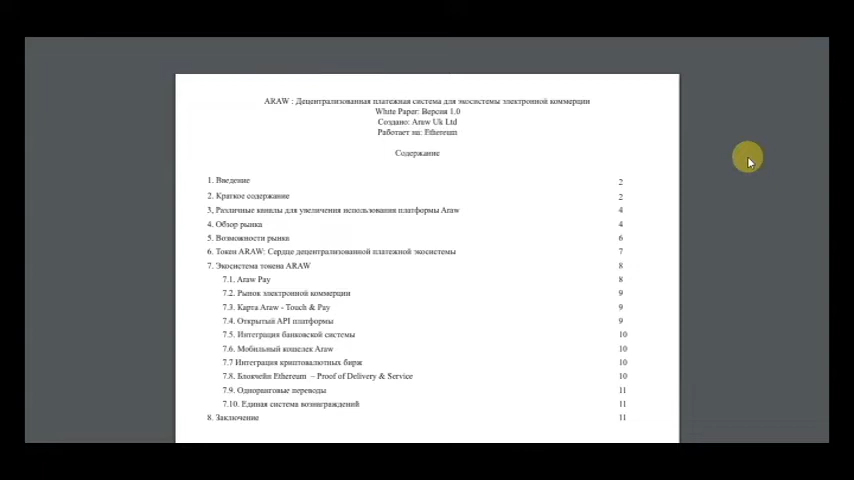 ARAW : Децентрализованная платежная система для экосистемы электронной коммерции
White Paper: Версия 1.0
Создано: Araw Uk Ltd
Работает на: Ethereum
Содержание
1. Введение 2
2. Краткое содержание 2
3, Различные каналы для увеличения использования платформы Araw 4
4. Обзор рынка 4
5. Возможности рынка 6
6. Токен ARAW: Сердце децентрализованной платежной экосистемы 7
7. Экосистема токена ARAW 8
7.1. Araw Pay 8
7.2. Рынок электронной коммерции 9
7.3. Карта Araw - Touch & Pay 9
7.4. Открытый API платформы 9
7.5. Интеграция банковской системы 10
7.6. Мобильный кошелек Araw 10
7.7 Интеграция криптовалютных бирж 10
7.8. Блокчейн Ethereum – Proof of Delivery & Service 10
7.9. Одноранговые переводы 11
7.10. Единая система вознаграждений 11
8. Заключение 11